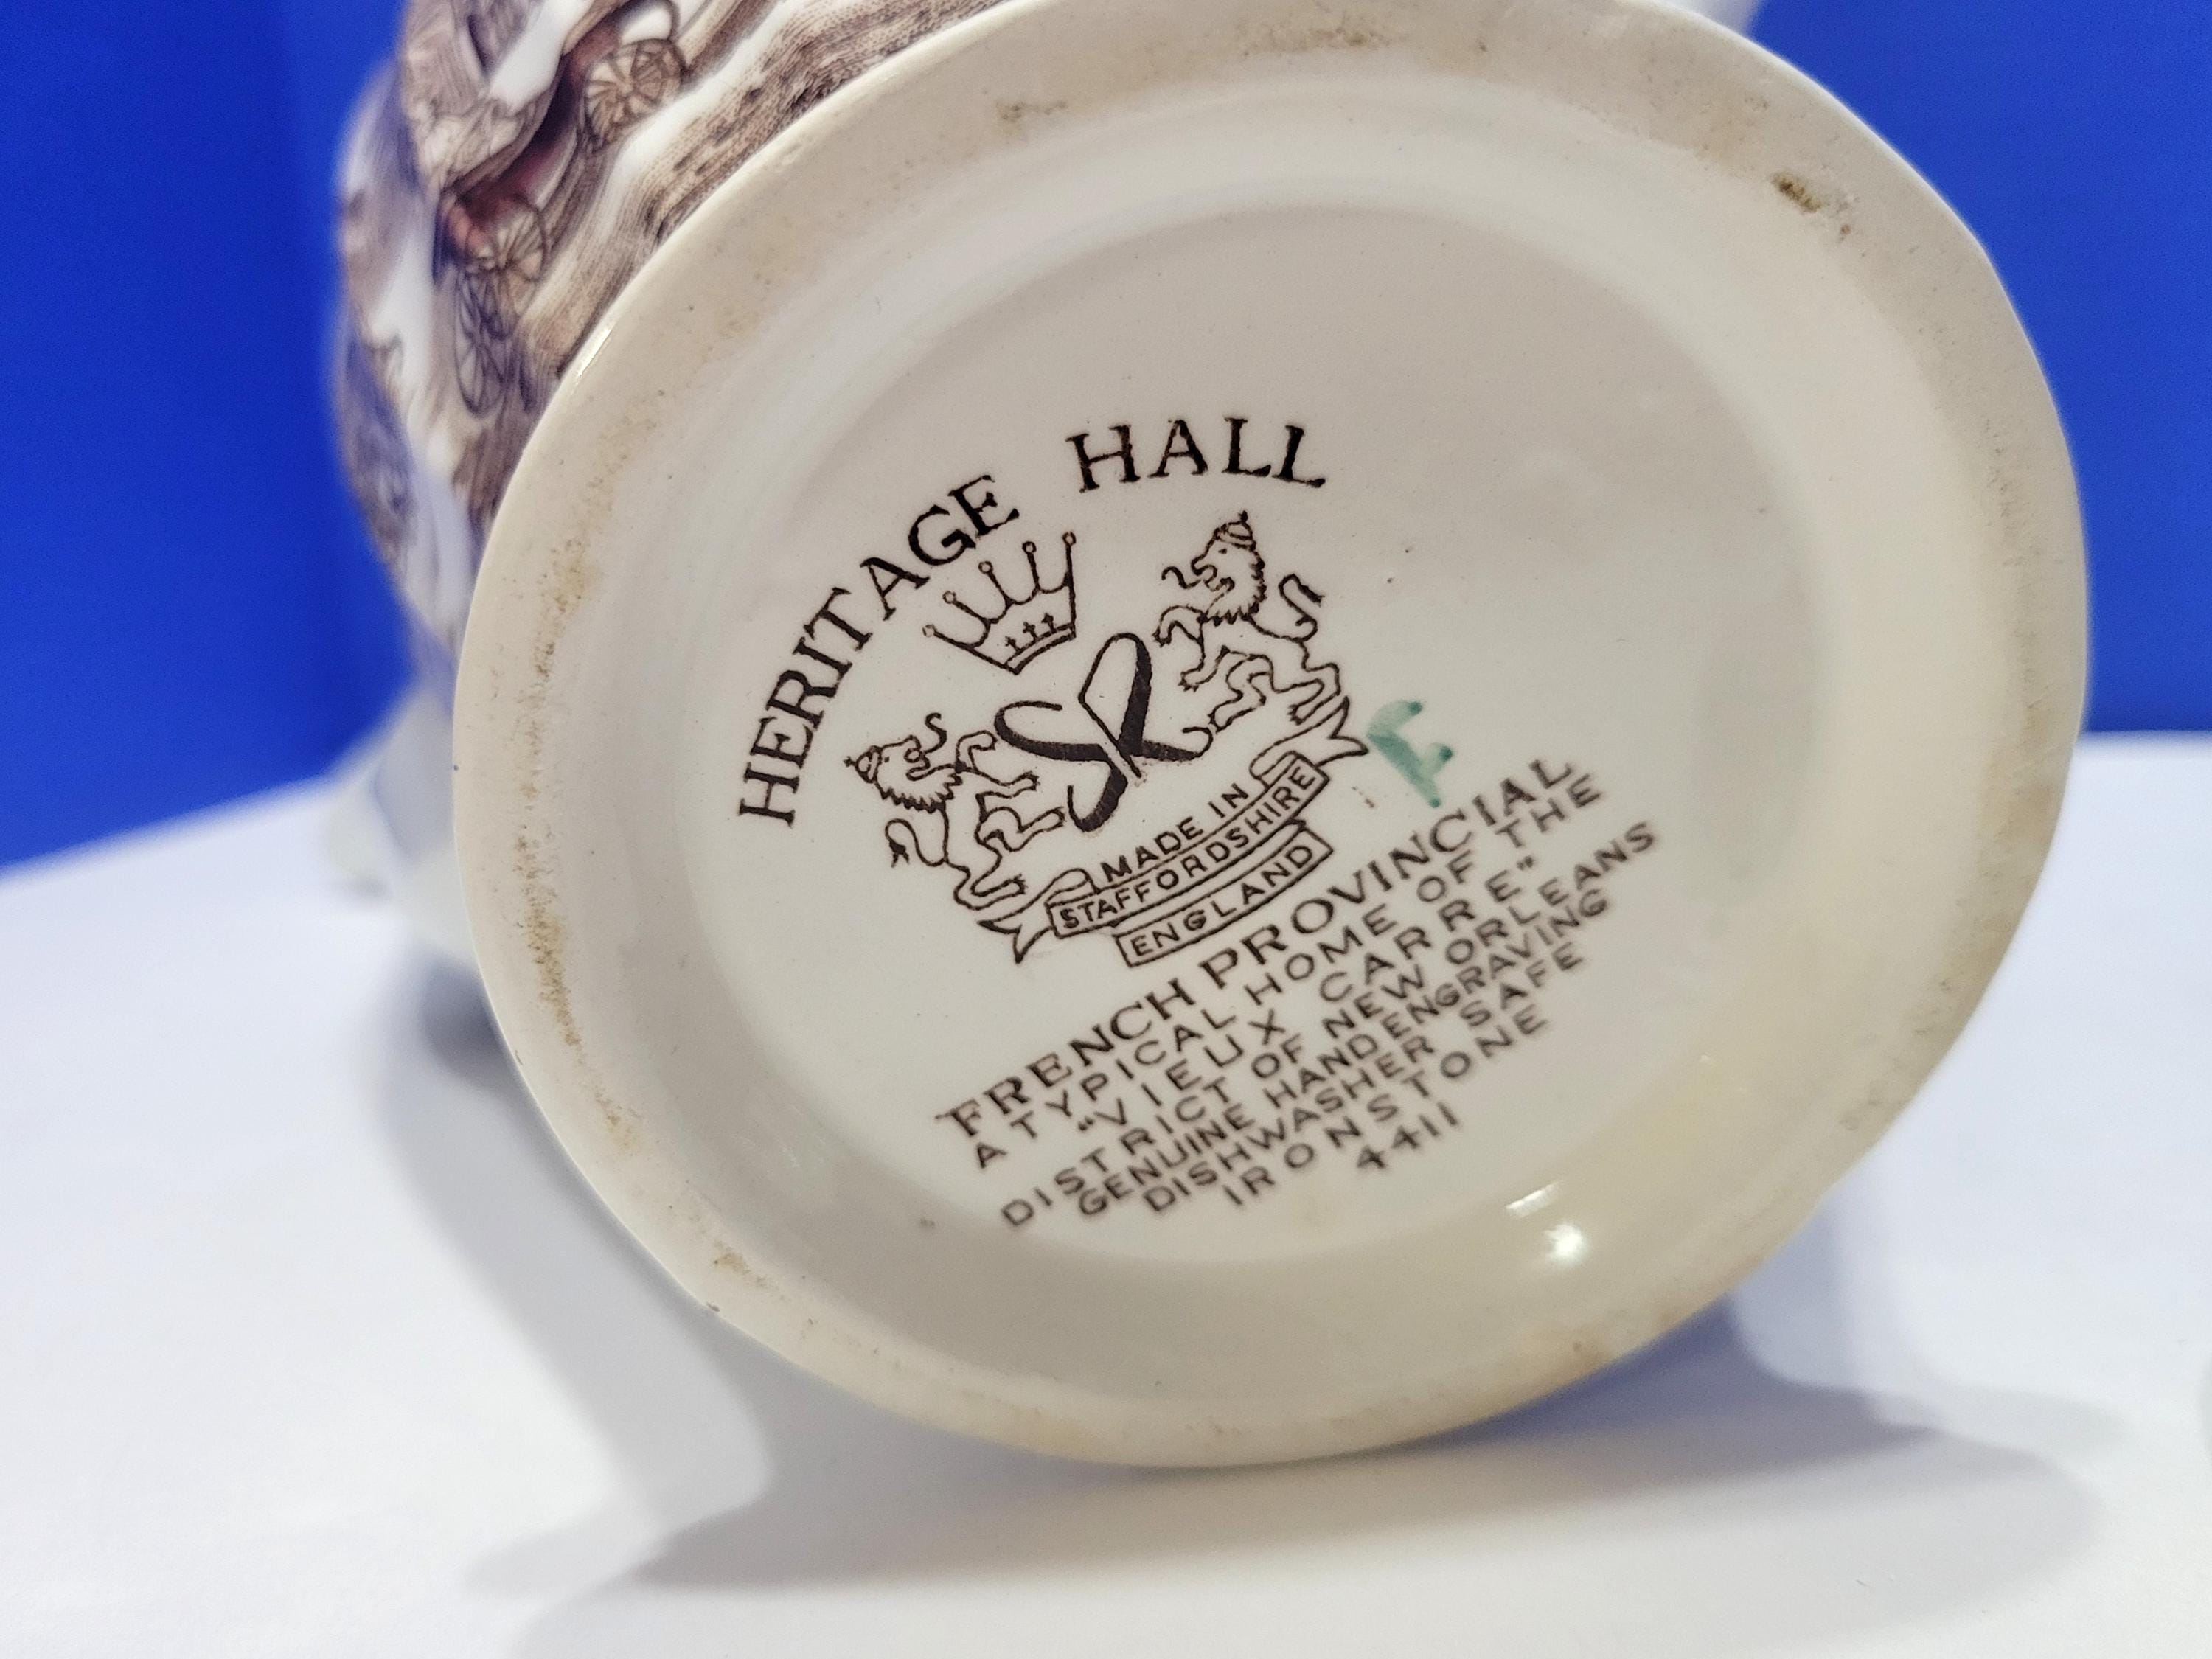 HERITAGE HALL
SR
MADE IN
STAFFORDSHIRE
ENGLAND
F
FRENCH PROVINCIAL
A TYPICAL HOME OF THE
"VIEUX CARRE"
DISTRICT OF NEW ORLEANS
GENUINE HANDENGRAVING
DISHWASHER SAFE
IRONSTONE
4411